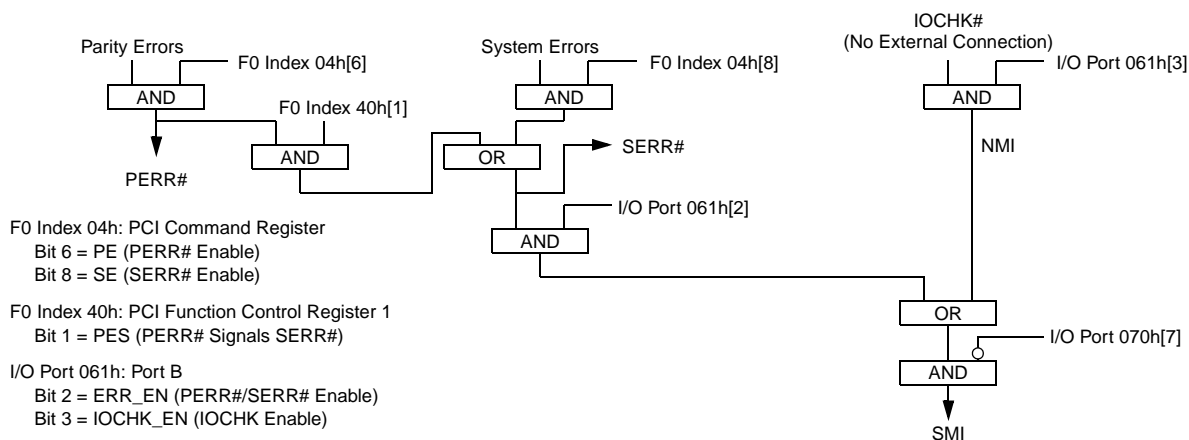 IOCHK#
(No External Connection)
Parity Errors
System Errors
F0 Index 04h[6]
F0 Index 04h[8]
I/O Port 061h[3]
AND
AND
AND
F0 Index 40h[1]
AND
OR
SERR#
NMI
PERR#
I/O Port 061h[2]
AND
F0 Index 04h: PCI Command Register
Bit 6 = PE (PERR# Enable)
Bit 8 = SE (SERR# Enable)
F0 Index 40h: PCI Function Control Register 1
Bit 1 = PES (PERR# Signals SERR#)
I/O Port 061h: Port B
Bit 2 = ERR_EN (PERR#/SERR# Enable)
Bit 3 = IOCHK_EN (IOCHK Enable)
OR
I/O Port 070h[7]
AND
SMI